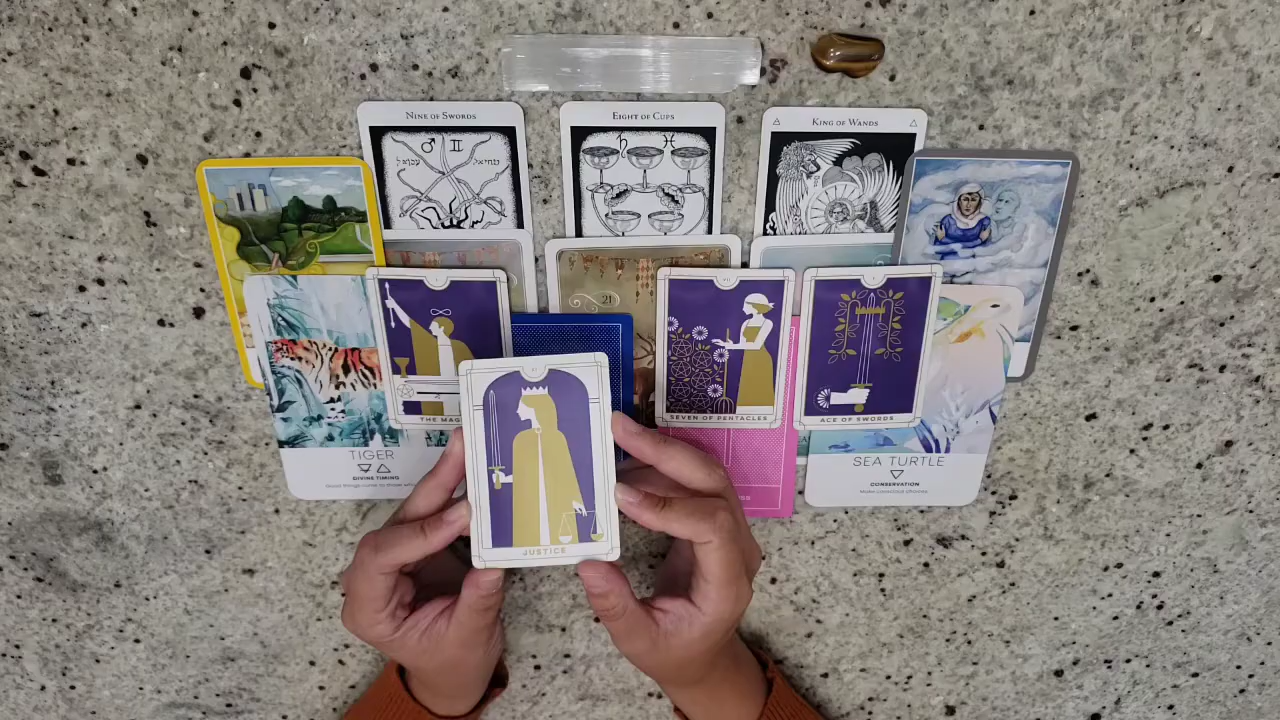 NINE OF SWORDS
EIGHT OF CUPS
KING OF WANDS
21
THE MAG
SEVEN OF PENTACLES
ACE OF SWORDS
JUSTICE
TIGER
DIVINE TIMING
SEA TURTLE
CONSERVATION
Make conscious choices